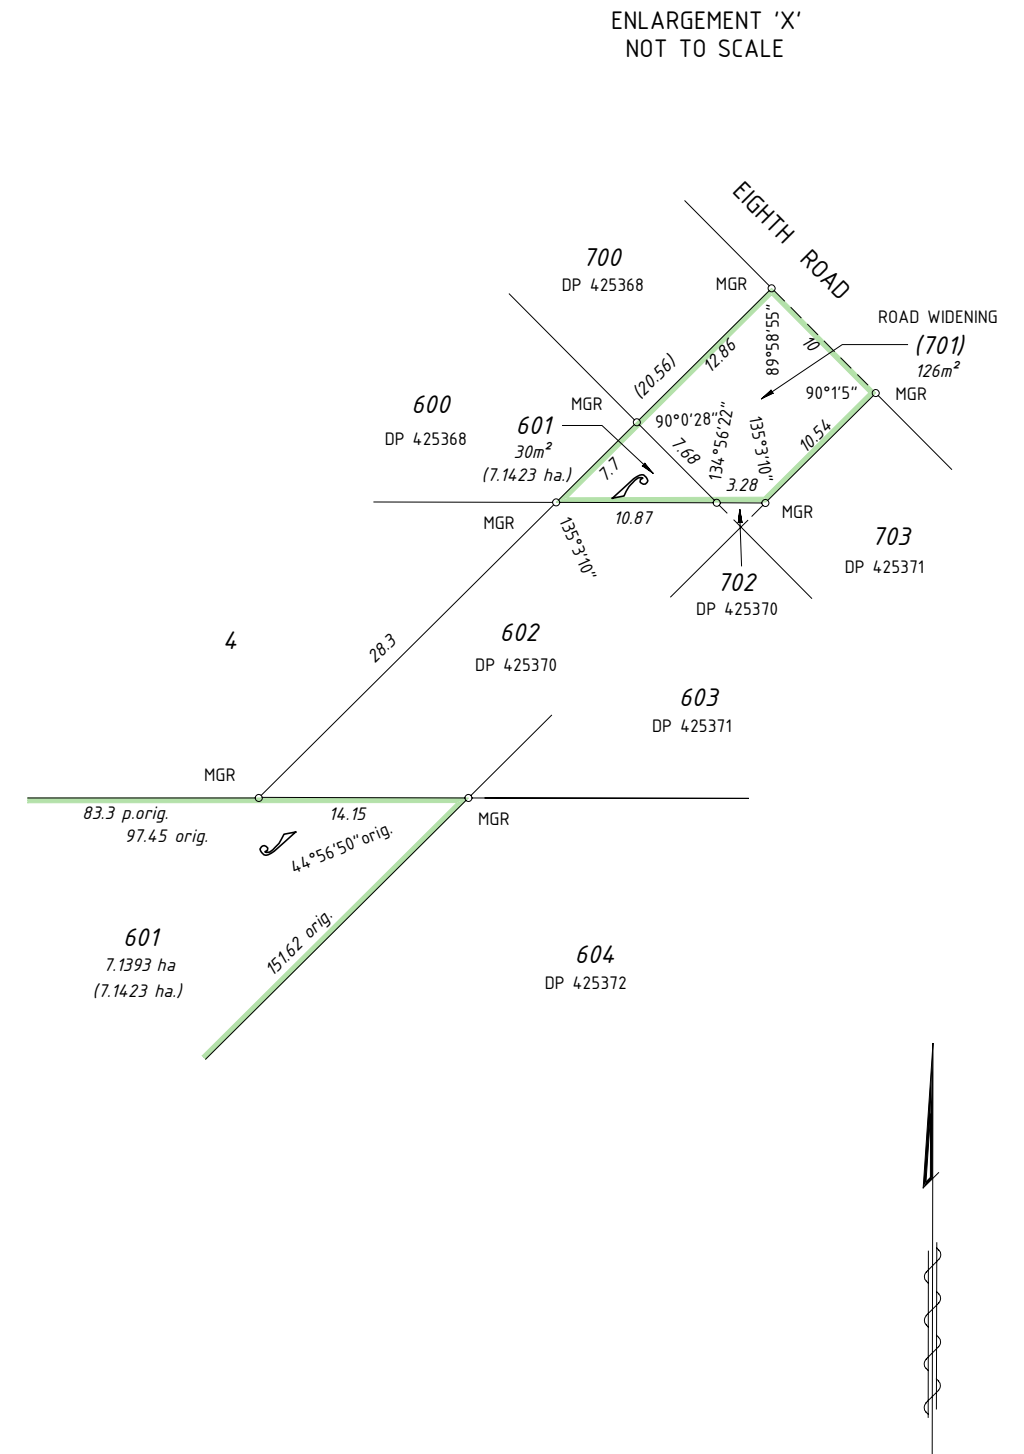 ENLARGEMENT 'X'
NOT TO SCALE
EIGHTH ROAD
700
DP 425368
MGR
ROAD WIDENING
(701)
126m²
10
89°58'55"
12.86
(20.56)
90°1'5"
MGR
600
DP 425368
MGR
601
30m²
(7.1423 ha.)
90°0'28"
7.68
134°56'22"
135°3'10"
10.54
7.7
3.28
10.87
MGR
MGR
135°3'10"
703
DP 425371
702
DP 425370
4
28.3
602
DP 425370
603
DP 425371
MGR
83.3 p.orig.
97.45 orig.
14.15
MGR
44°56'50" orig.
151.62 orig.
601
7.1393 ha
(7.1423 ha.)
604
DP 425372